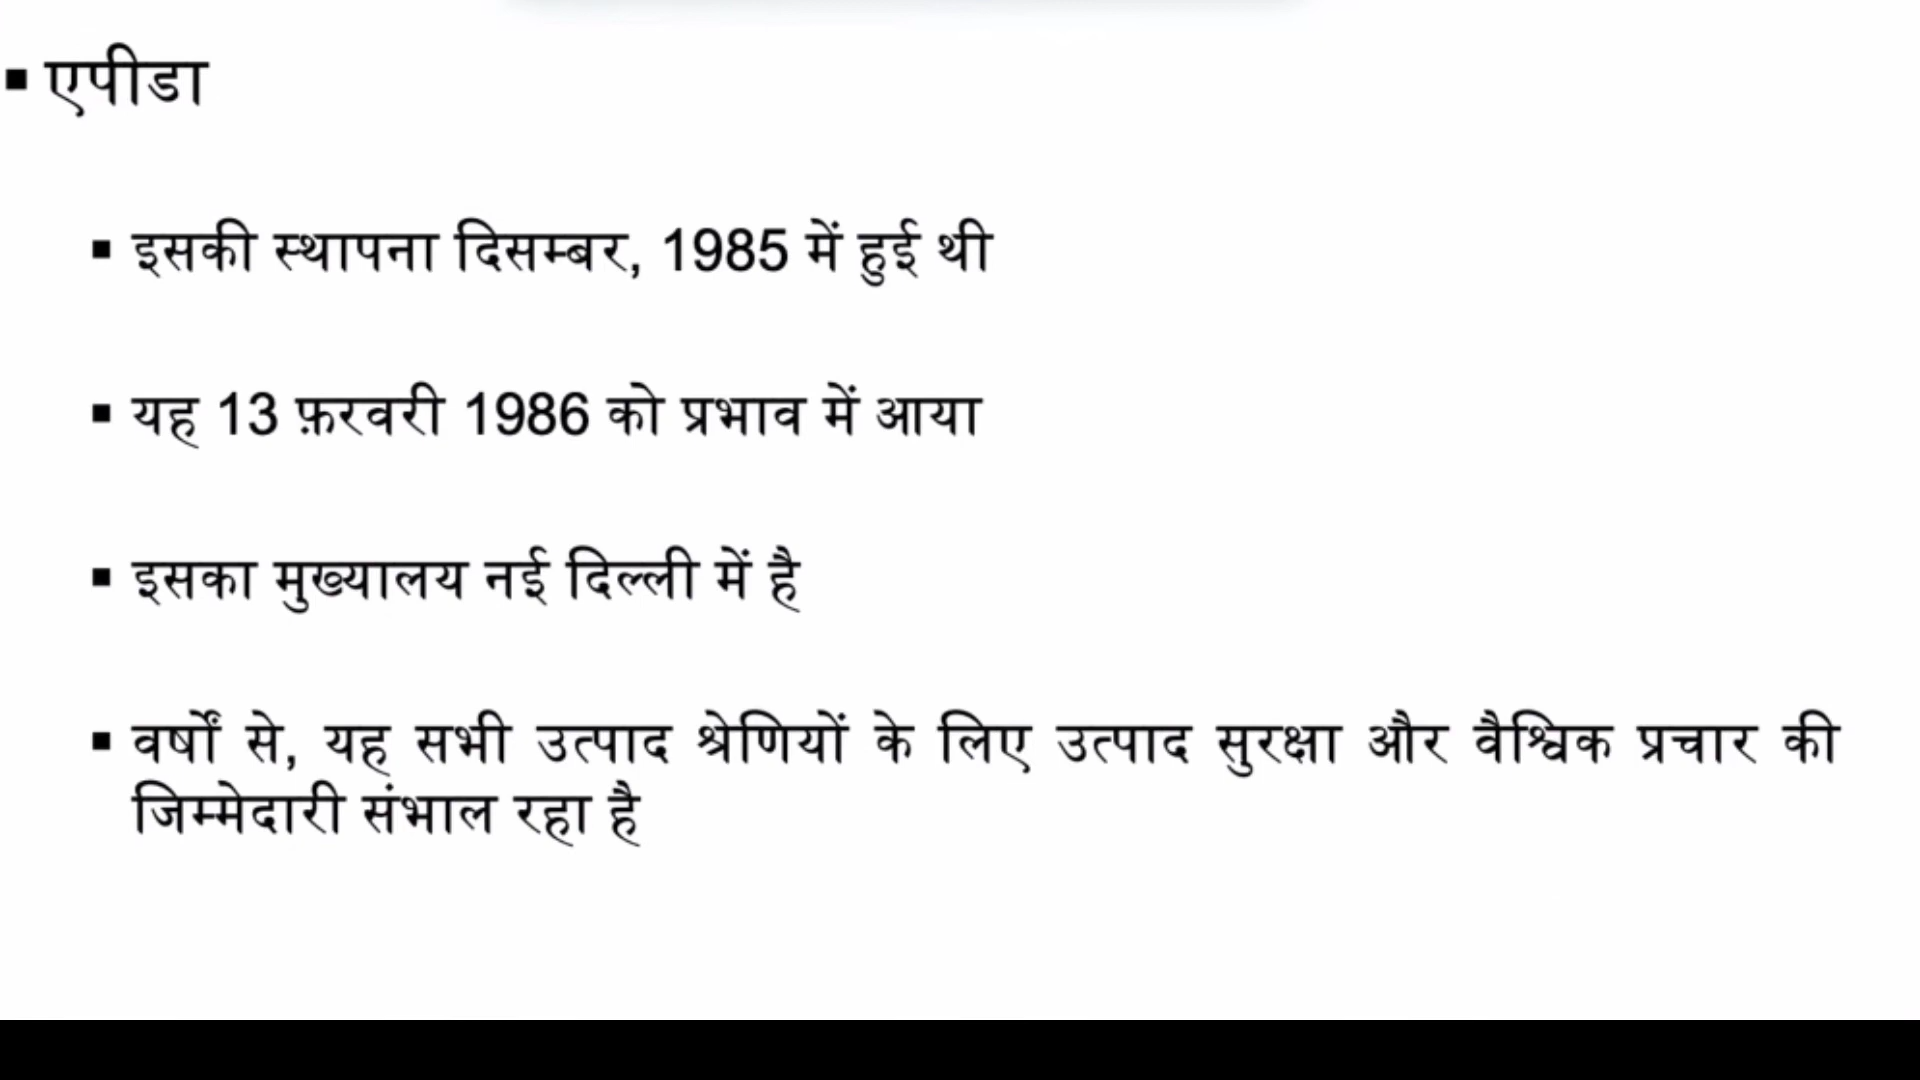 ▪ एपीडा
▪ इसकी स्थापना दिसम्बर, 1985 में हुई थी
▪ यह 13 फ़रवरी 1986 को प्रभाव में आया
▪ इसका मुख्यालय नई दिल्ली में है
▪ वर्षों से, यह सभी उत्पाद श्रेणियों के लिए उत्पाद सुरक्षा और वैश्विक प्रचार की
जिम्मेदारी संभाल रहा है